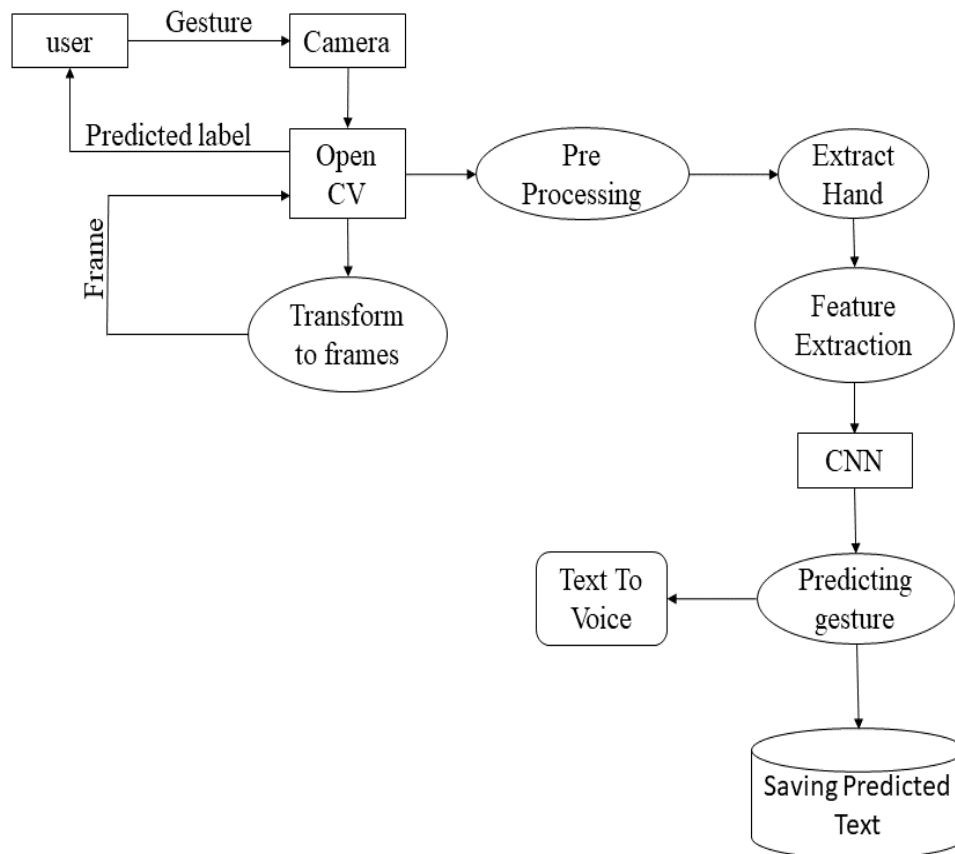 Gesture
user
Camera
Predicted label
Open
CV
Pre
Processing
Extract
Hand
Frame
Transform
to frames
Feature
Extraction
CNN
Text To
Voice
Predicting
gesture
Saving Predicted
Text